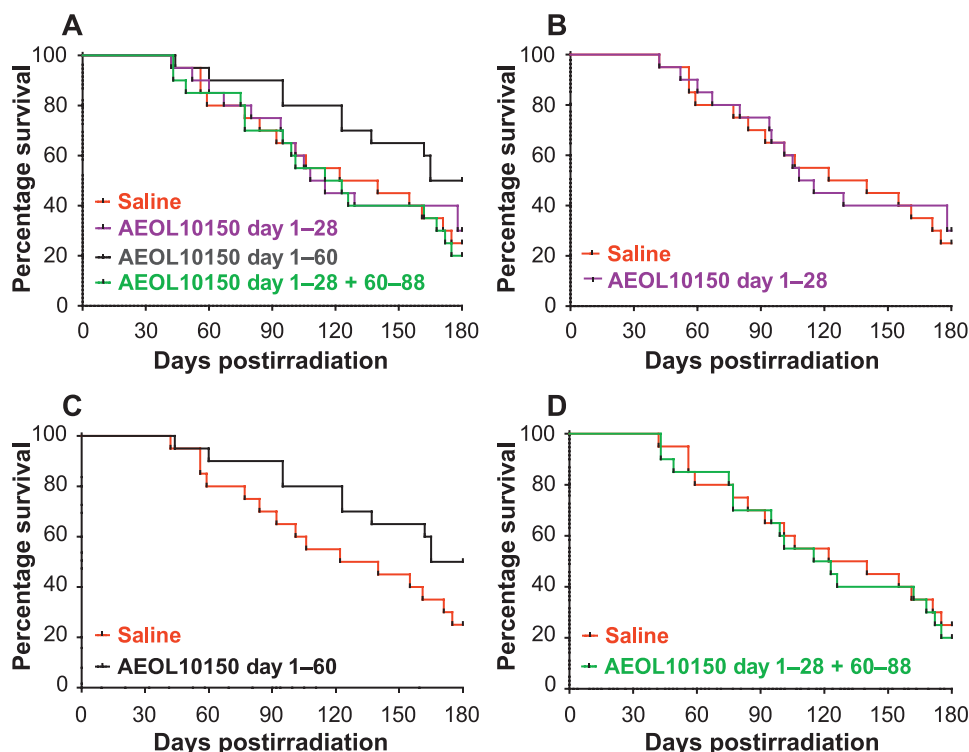 A
Percentage survival
100
80
60
40
20
0
Saline
AEOL10150 day 1–28
AEOL10150 day 1–60
AEOL10150 day 1–28 + 60–88
0 30 60 90 120 150 180
Days postirradiation
B
Percentage survival
100
80
60
40
20
0
Saline
AEOL10150 day 1–28
0 30 60 90 120 150 180
Days postirradiation
C
Percentage survival
100
80
60
40
20
0
Saline
AEOL10150 day 1–60
0 30 60 90 120 150 180
Days postirradiation
D
Percentage survival
100
80
60
40
20
0
Saline
AEOL10150 day 1–28 + 60–88
0 30 60 90 120 150 180
Days postirradiation